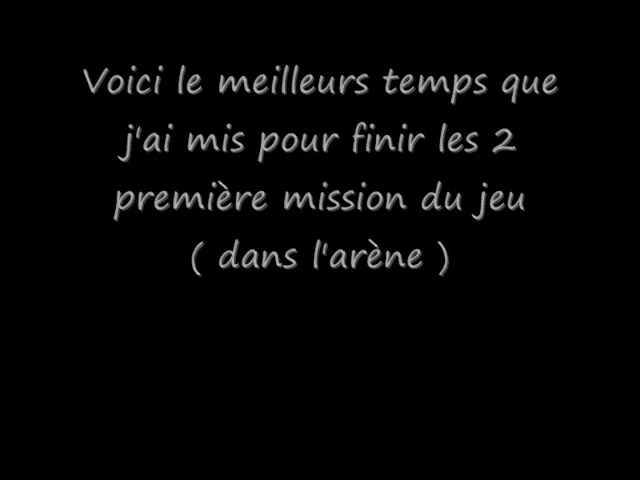 Voici le meilleurs temps que
j'ai mis pour finir les 2
première mission du jeu
( dans l'arène )